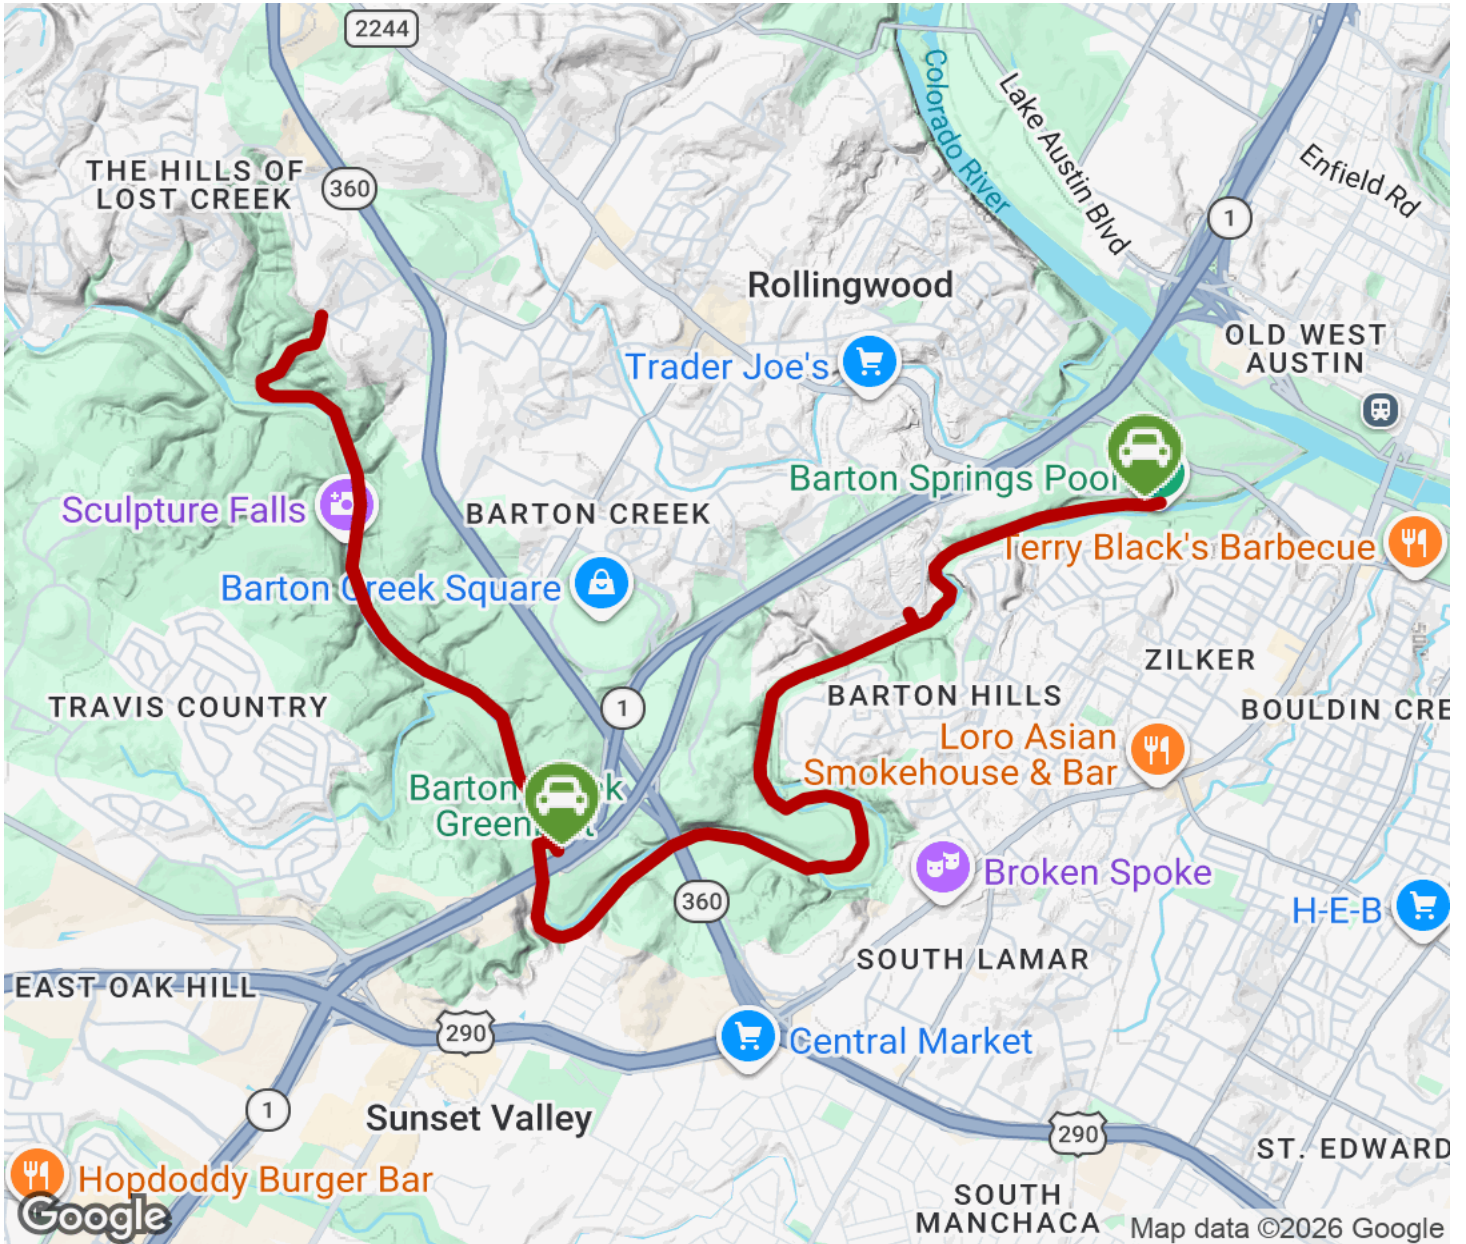 2244
Colorado River
Lake Austin Blvd
Enfield Rd
THE HILLS OF
LOST CREEK
360
1
Rollingwood
OLD WEST
AUSTIN
Trader Joe's
Barton Springs Pool
Sculpture Falls
BARTON CREEK
Terry Black's Barbecue
Barton Creek Square
ZILKER
BARTON HILLS
TRAVIS COUNTRY
1
BOULDIN CRE
Loro Asian
Smokehouse & Bar
Barton k
Green t
Broken Spoke
360
H-E-B
SOUTH LAMAR
EAST OAK HILL
290
Central Market
1
Sunset Valley
290
ST. EDWARD
Hopdoddy Burger Bar
SOUTH
MANCHACA
Google
Map data ©2026 Google